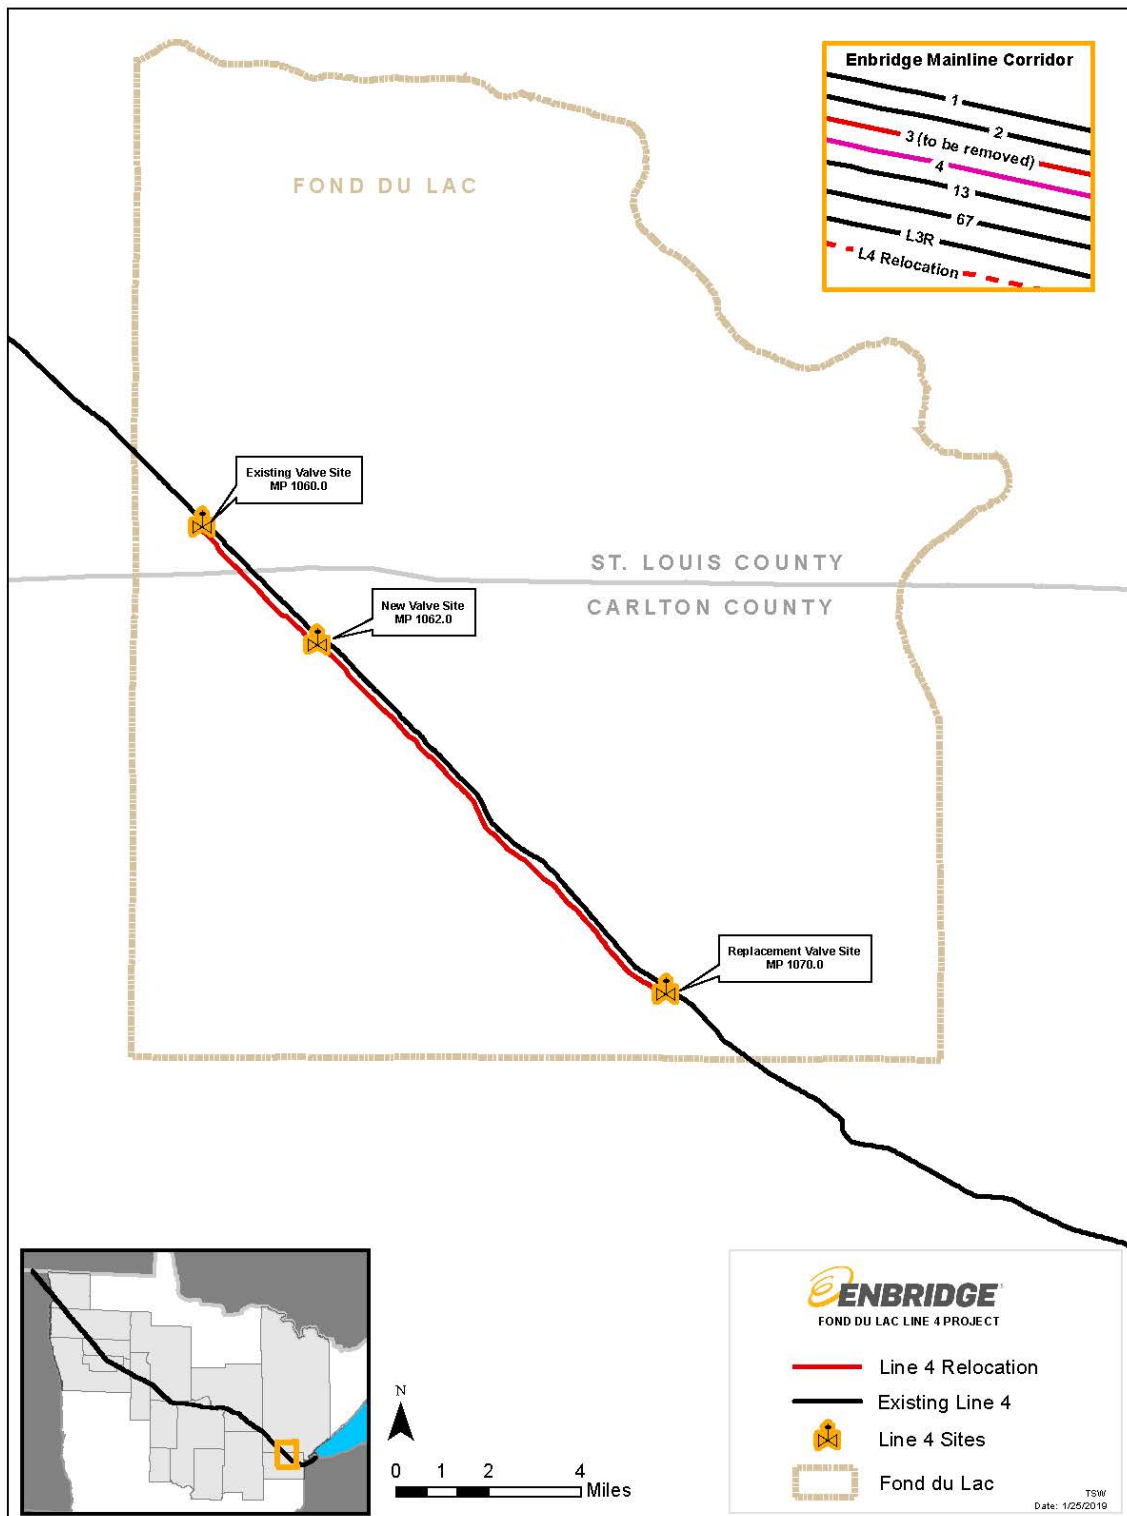 Enbridge Mainline Corridor
1
2
3 (to be removed)
4
13
67
L3R
L4 Relocation
FOND DU LAC
Existing Valve Site
MP 1060.0
ST. LOUIS COUNTY
CARLTON COUNTY
New Valve Site
MP 1062.0
Replacement Valve Site
MP 1070.0
N
0 1 2 4
Miles
ENBRIDGE
FOND DU LAC LINE 4 PROJECT
Line 4 Relocation
Existing Line 4
Line 4 Sites
Fond du Lac
TSW
Date: 1/25/2019